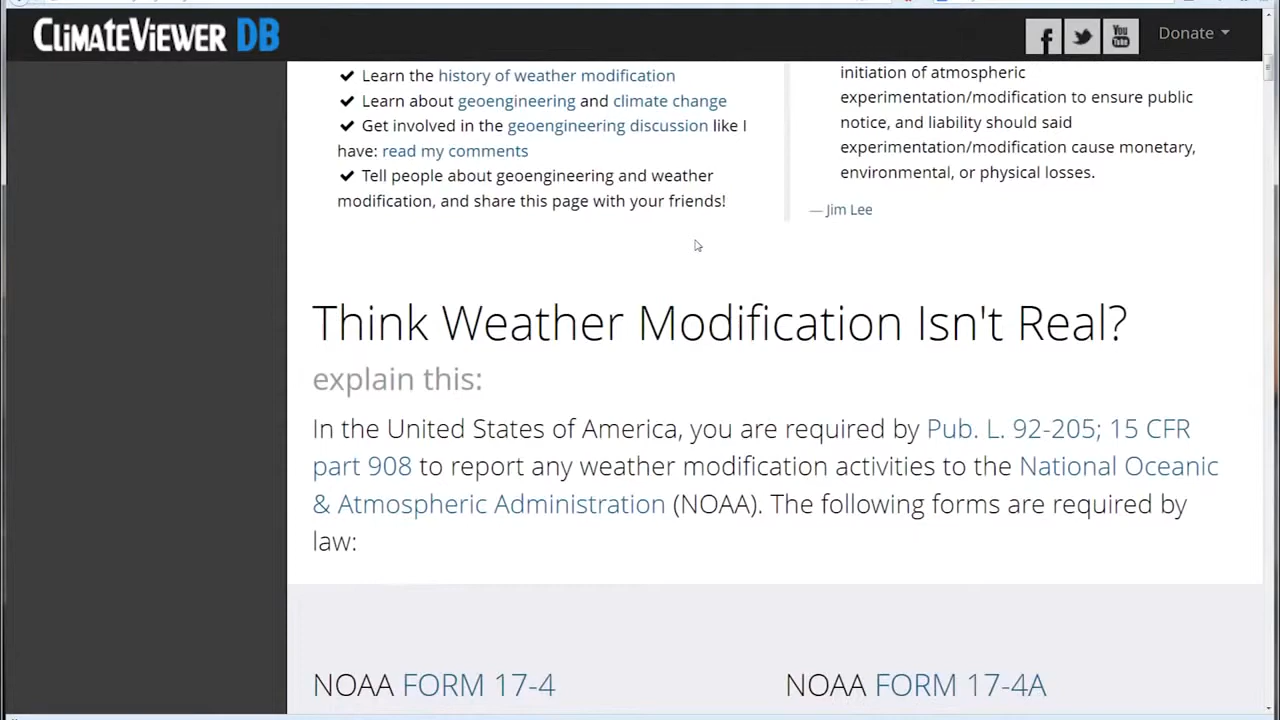 CLIMATEVIEWER DB
Donate
✔ Learn the history of weather modification
✔ Learn about geoengineering and climate change
✔ Get involved in the geoengineering discussion like I
have: read my comments
✔ Tell people about geoengineering and weather
modification, and share this page with your friends!
initiation of atmospheric
experimentation/modification to ensure public
notice, and liability should said
experimentation/modification cause monetary,
environmental, or physical losses.
— Jim Lee
Think Weather Modification Isn't Real?
explain this:
In the United States of America, you are required by Pub. L. 92-205; 15 CFR
part 908 to report any weather modification activities to the National Oceanic
& Atmospheric Administration (NOAA). The following forms are required by
law:
NOAA FORM 17-4
NOAA FORM 17-4A